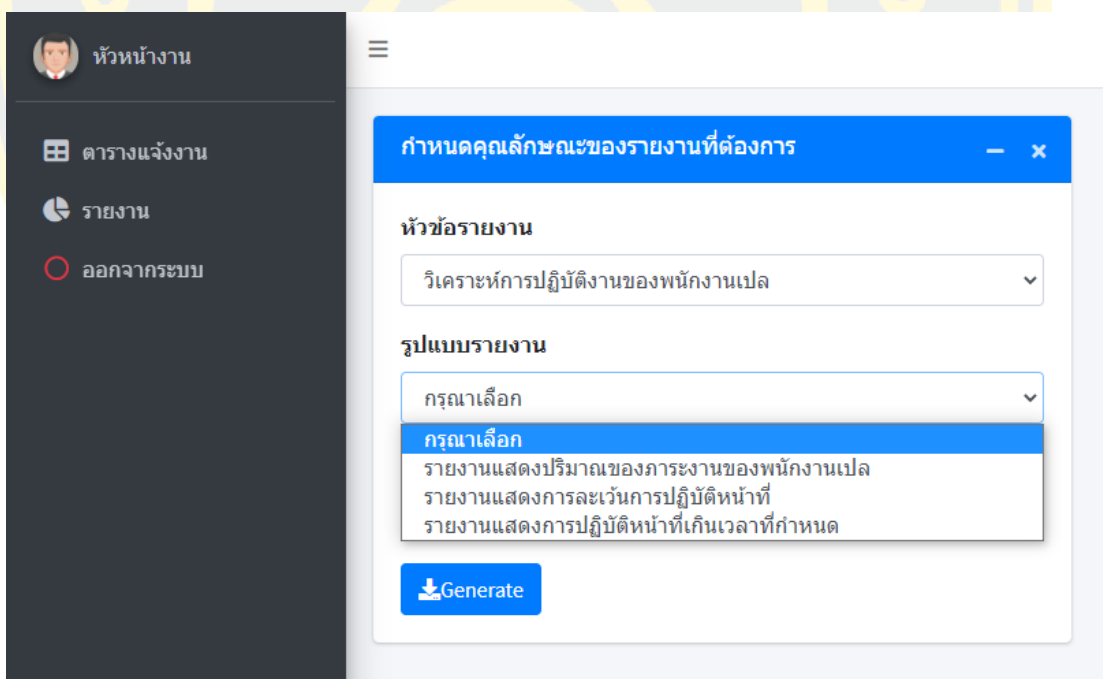 หัวหน้างาน
ตารางแจ้งงาน
รายงาน
ออกจากระบบ
กำหนดคุณลักษณะของรายงานที่ต้องการ
หัวข้อรายงาน
วิเคราะห์การปฏิบัติงานของพนักงานเปล
รูปแบบรายงาน
กรุณาเลือก
กรุณาเลือก
รายงานแสดงปริมาณของภาระงานของพนักงานเปล
รายงานแสดงการละเว้นการปฏิบัติหน้าที่
รายงานแสดงการปฏิบัติหน้าที่เกินเวลาที่กำหนด
Generate